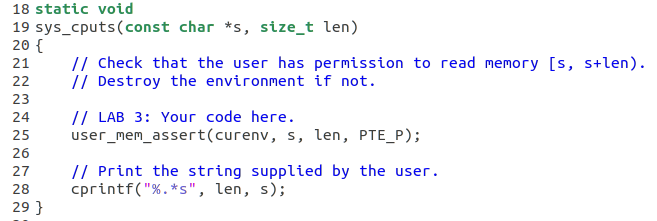 18 static void
19 sys_cputs(const char *s, size_t len)
20 {
21     // Check that the user has permission to read memory [s, s+len).
22     // Destroy the environment if not.
23
24     // LAB 3: Your code here.
25     user_mem_assert(curenv, s, len, PTE_P);
26
27     // Print the string supplied by the user.
28     cprintf("%.*s", len, s);
29 }